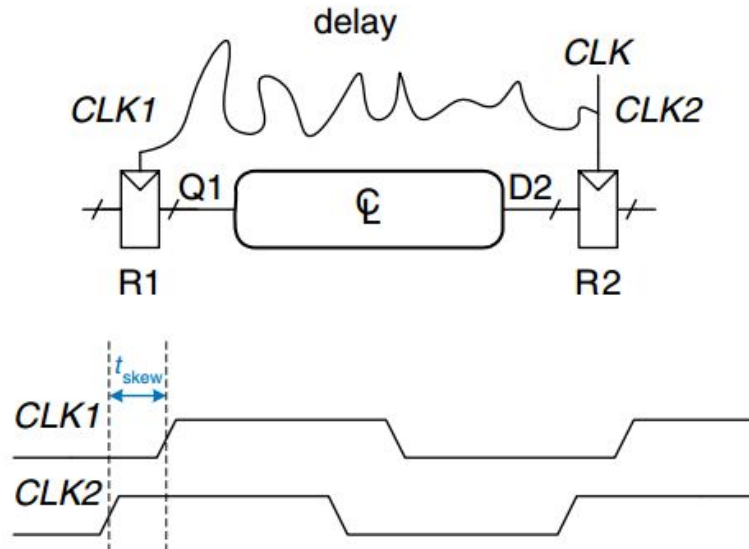 delay
CLK
CLK1
CLK2
Q1
CL
D2
R1
R2
tskew
CLK1
CLK2